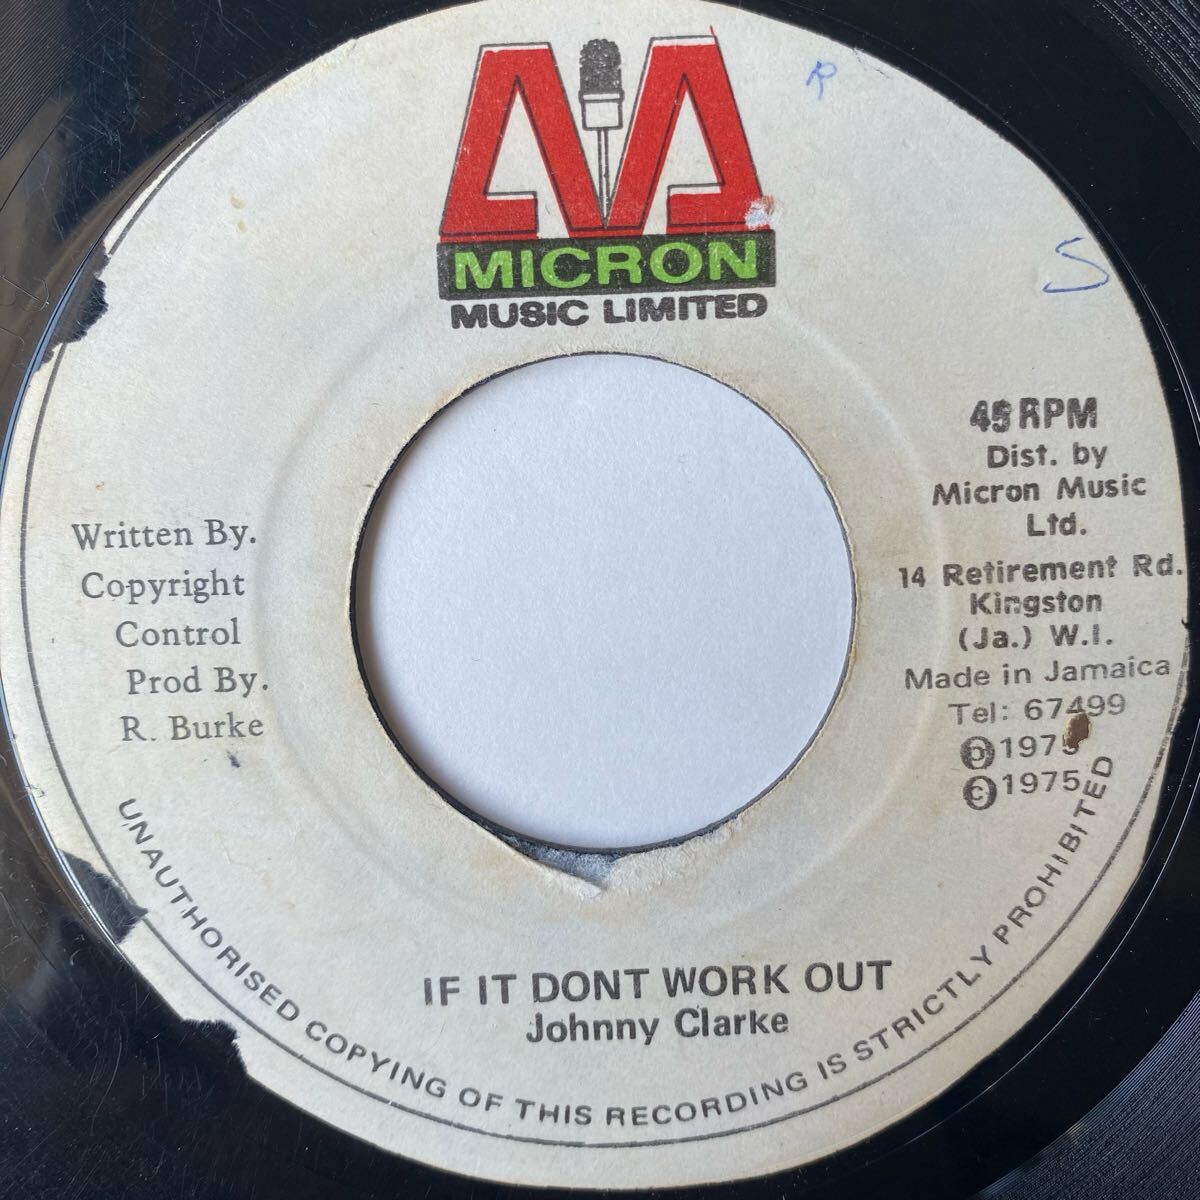 MICRON
MUSIC LIMITED
R
S
45 RPM
Dist. by
Micron Music
Ltd.
14 Retirement Rd.
Kingston
(Ja.) W.I.
Made in Jamaica
Tel: 67499
Ⓟ 1975
© 1975
Written By.
Copyright
Control
Prod By.
R. Burke
IF IT DONT WORK OUT
Johnny Clarke
UNAUTHORISED COPYING OF THIS RECORDING IS STRICTLY PROHIBITED